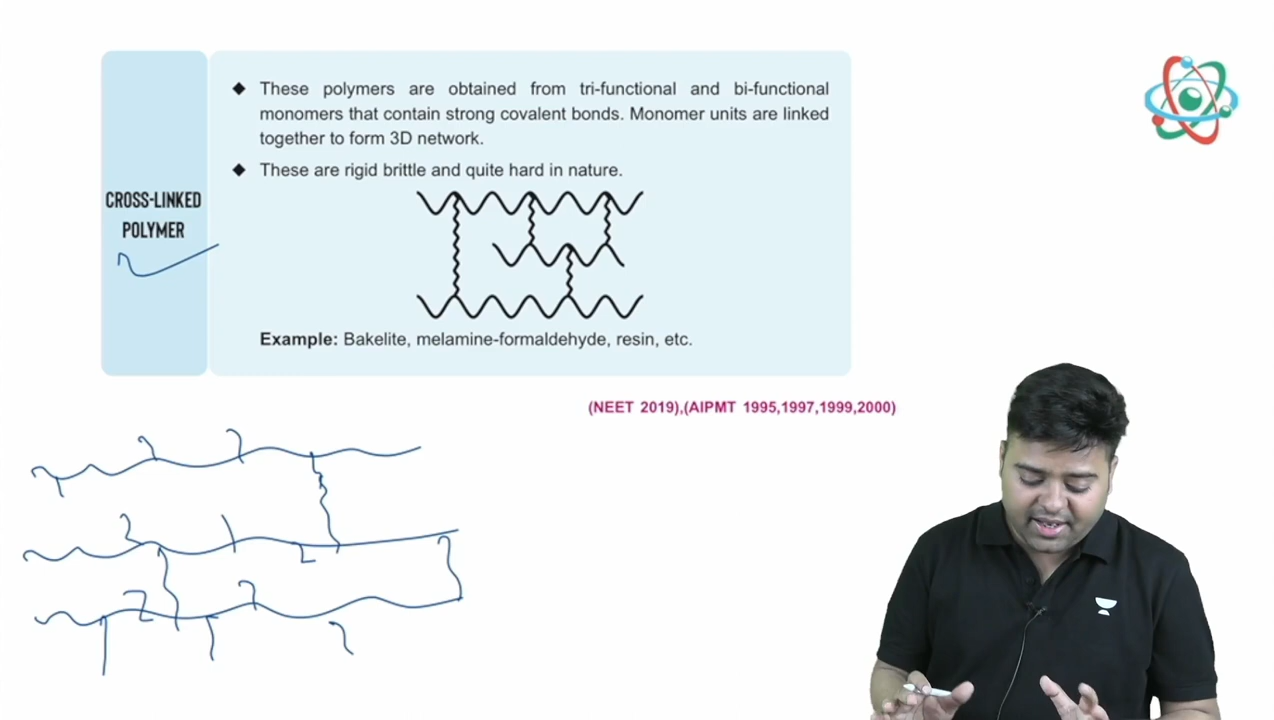 ◆ These polymers are obtained from tri-functional and bi-functional
monomers that contain strong covalent bonds. Monomer units are linked
together to form 3D network.
◆ These are rigid brittle and quite hard in nature.
CROSS-LINKED
POLYMER
Example: Bakelite, melamine-formaldehyde, resin, etc.
(NEET 2019),(AIPMT 1995,1997,1999,2000)